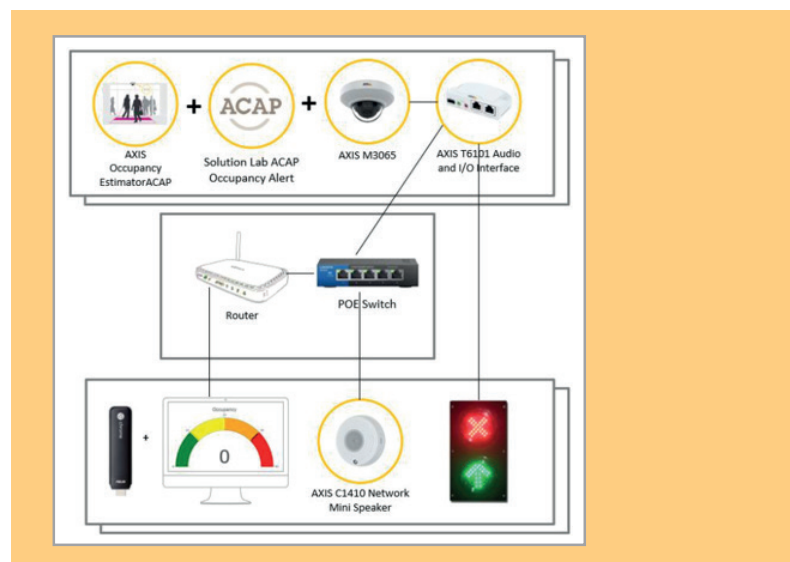 ACAP
AXIS
Occupancy
EstimatorACAP
+
Solution Lab ACAP
Occupancy Alert
+
AXIS M3065
AXIS T6101 Audio
and I/O Interface
Router
POE Switch
+
Occupancy
0
AXIS C1410 Network
Mini Speaker